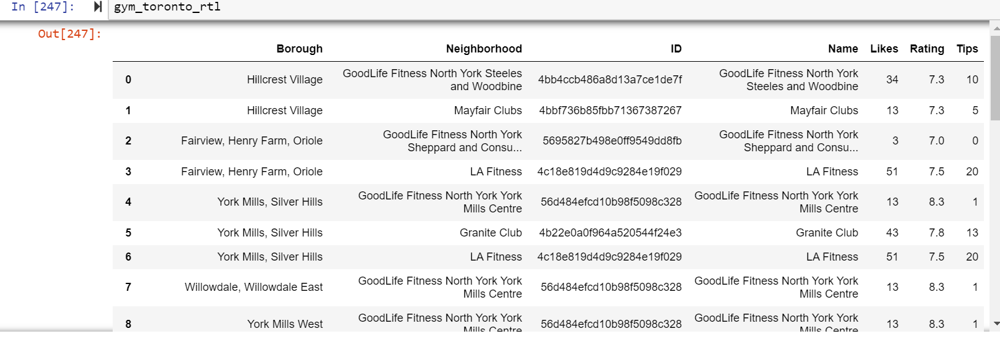 In [247]: gym_toronto_rtl
Out[247]:
Borough Neighborhood ID Name Likes Rating Tips
0 Hillcrest Village GoodLife Fitness North York Steeles and Woodbine 4bb4ccb486a8d13a7ce1de7f GoodLife Fitness North York Steeles and Woodbine 34 7.3 10
1 Hillcrest Village Mayfair Clubs 4bbf736b85fbb71367387267 Mayfair Clubs 13 7.3 5
2 Fairview, Henry Farm, Oriole GoodLife Fitness North York Sheppard and Consu... 5695827b498e0ff9549dd8fb GoodLife Fitness North York Sheppard and Consu... 3 7.0 0
3 Fairview, Henry Farm, Oriole LA Fitness 4c18e819d4d9c9284e19f029 LA Fitness 51 7.5 20
4 York Mills, Silver Hills GoodLife Fitness North York York Mills Centre 56d484efcd10b98f5098c328 GoodLife Fitness North York York Mills Centre 13 8.3 1
5 York Mills, Silver Hills Granite Club 4b22e0a0f964a520544f24e3 Granite Club 43 7.8 13
6 York Mills, Silver Hills LA Fitness 4c18e819d4d9c9284e19f029 LA Fitness 51 7.5 20
7 Willowdale, Willowdale East GoodLife Fitness North York York Mills Centre 56d484efcd10b98f5098c328 GoodLife Fitness North York York Mills Centre 13 8.3 1
8 York Mills West GoodLife Fitness North York York Mills Centre 56d484efcd10b98f5098c328 GoodLife Fitness North York York Mills Centre 13 8.3 1